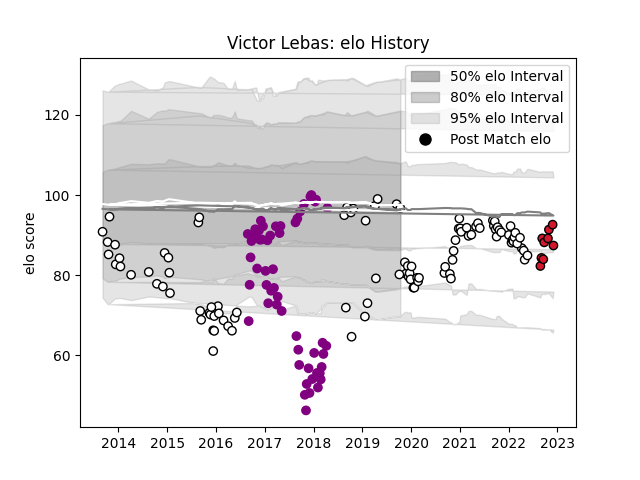 Victor Lebas: elo History
50% elo Interval
80% elo Interval
95% elo Interval
Post Match elo
elo score
120
100
80
60
2014 2015 2016 2017 2018 2019 2020 2021 2022 2023